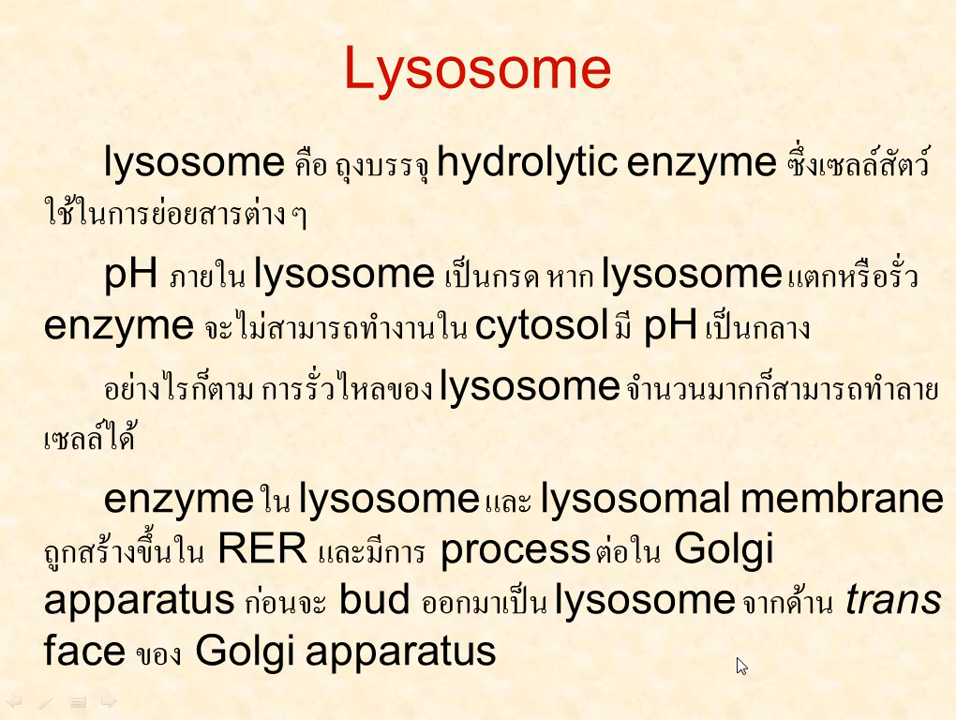 Lysosome
lysosome คือ ถุงบรรจุ hydrolytic enzyme ซึ่งเซลล์สัตว์
ใช้ในการย่อยสารต่างๆ
pH ภายใน lysosome เป็นกรด หาก lysosome แตกหรือรั่ว
enzyme จะไม่สามารถทำงานใน cytosol มี pH เป็นกลาง
อย่างไรก็ตาม การรั่วไหลของ lysosome จำนวนมากก็สามารถทำลาย
เซลล์ได้
enzyme ใน lysosome และ lysosomal membrane
ถูกสร้างขึ้นใน RER และมีการ process ต่อใน Golgi
apparatus ก่อนจะ bud ออกมาเป็น lysosome จากด้าน trans
face ของ Golgi apparatus